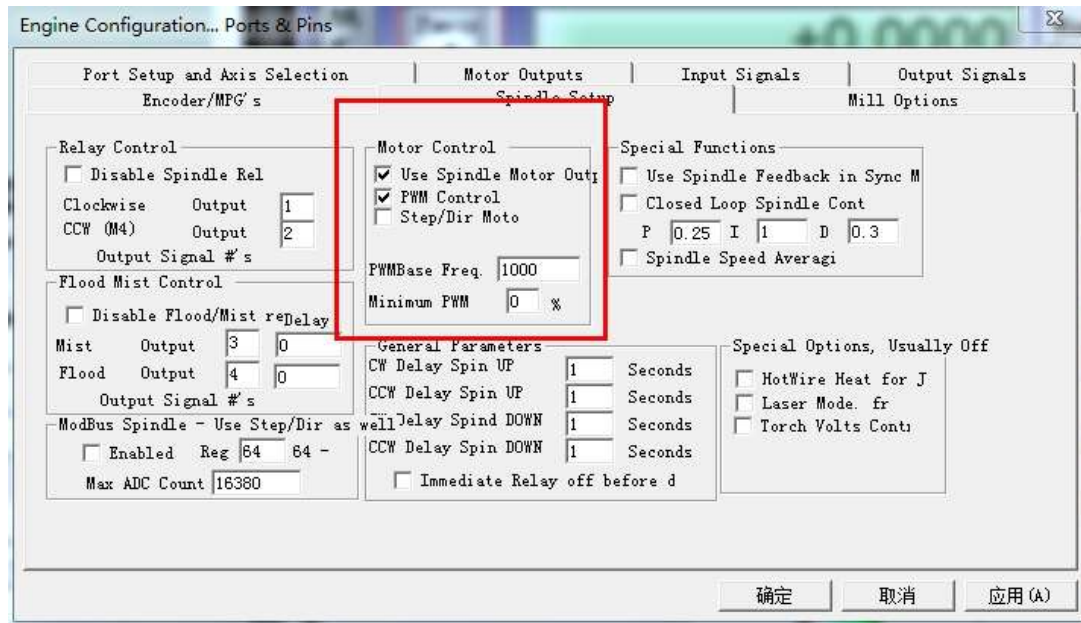 Engine Configuration... Ports & Pins
+0.0000
Port Setup and Axis Selection
Motor Outputs
Input Signals
Output Signals
Encoder/MPG's
Spindle Setup
Mill Options
Relay Control
Disable Spindle Rel
Clockwise Output 1
CCW (M4) Output 2
Output Signal #'s
Flood Mist Control
Disable Flood/Mist re
Delay
Mist Output 3 0
Flood Output 4 0
Output Signal #'s
ModBus Spindle - Use Step/Dir as well
Enabled Reg 64 64 -
Max ADC Count 16380
Motor Control
Use Spindle Motor Outp
PWM Control
Step/Dir Moto
PWMBase Freq. 1000
Minimum PWM 0 %
General Parameters
CW Delay Spin UP 1 Seconds
CCW Delay Spin UP 1 Seconds
Delay Spind DOWN 1 Seconds
CCW Delay Spin DOWN 1 Seconds
Immediate Relay off before d
Special Functions
Use Spindle Feedback in Sync M
Closed Loop Spindle Cont
P 0.25 I 1 D 0.3
Spindle Speed Averagi
Special Options, Usually Off
HotWire Heat for J
Laser Mode. fr
Torch Volts Cont
确定
取消
应用(A)